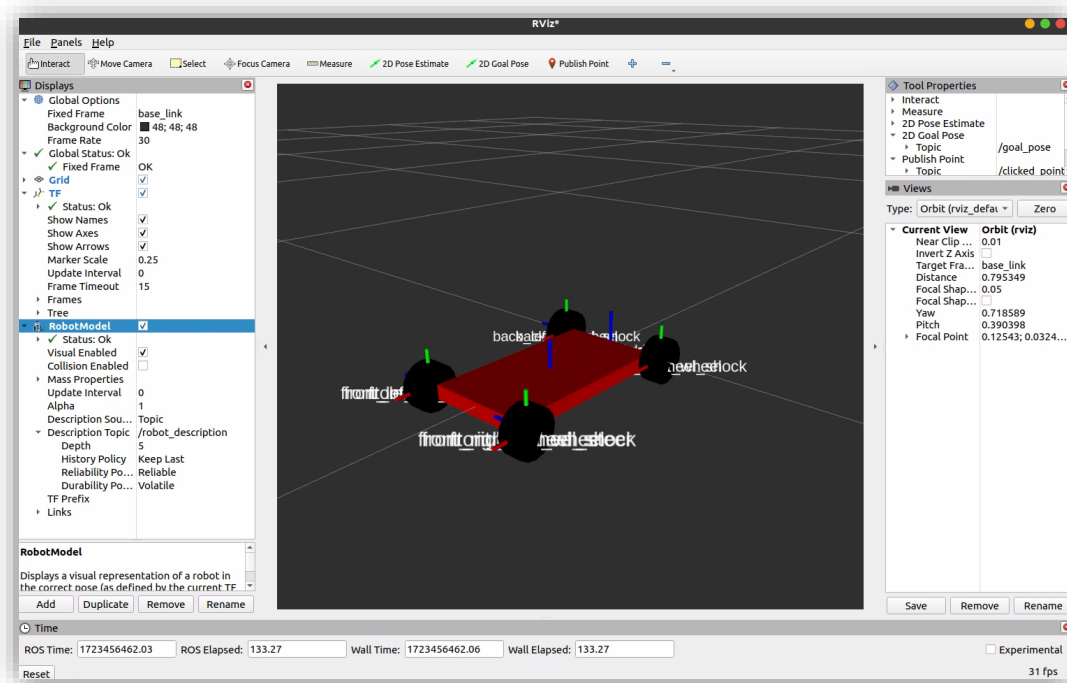 RViz*
File Panels Help
Interact Move Camera Select Focus Camera Measure 2D Pose Estimate 2D Goal Pose Publish Point
Displays
Global Options
Fixed Frame base_link
Background Color 48; 48; 48
Frame Rate 30
Global Status: Ok
Fixed Frame OK
Grid
TF
Status: Ok
Show Names
Show Axes
Show Arrows
Marker Scale 0.25
Update Interval 0
Frame Timeout 15
Frames
Tree
RobotModel
Status: Ok
Visual Enabled
Collision Enabled
Mass Properties
Update Interval 0
Alpha 1
Description Sou... Topic
Description Topic /robot_description
Depth 5
History Policy Keep Last
Reliability Po... Reliable
Durability Po... Volatile
TF Prefix
Links
RobotModel
Displays a visual representation of a robot in
the correct pose (as defined by the current TF
Add Duplicate Remove Rename
Tool Properties
Interact
Measure
2D Pose Estimate
2D Goal Pose
Topic /goal_pose
Publish Point
Topic /clicked_point
Views
Type: Orbit (rviz_defau Zero
Current View Orbit (rviz)
Near Clip ... 0.01
Invert Z Axis
Target Fra... base_link
Distance 0.795349
Focal Shap... 0.05
Focal Shap...
Yaw 0.718589
Pitch 0.390398
Focal Point 0.12543; 0.0324...
Save Remove Rename
Time
ROS Time: 1723456462.03 ROS Elapsed: 133.27 Wall Time: 1723456462.06 Wall Elapsed: 133.27 Experimental
Reset 31 fps